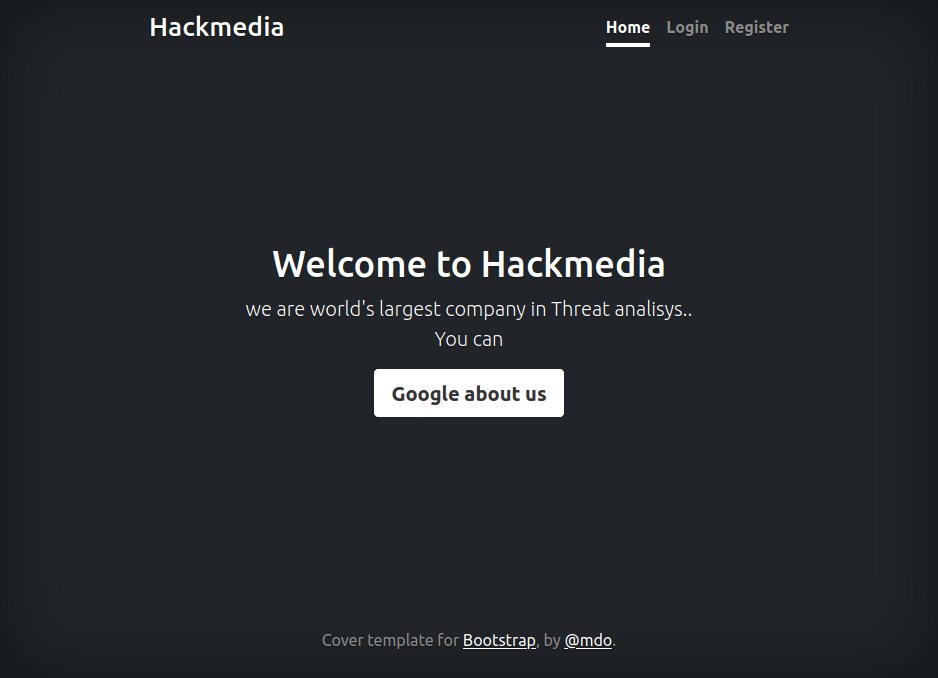 Hackmedia
Home Login Register
Welcome to Hackmedia
we are world's largest company in Threat analisys..
You can
Google about us
Cover template for Bootstrap, by @mdo.